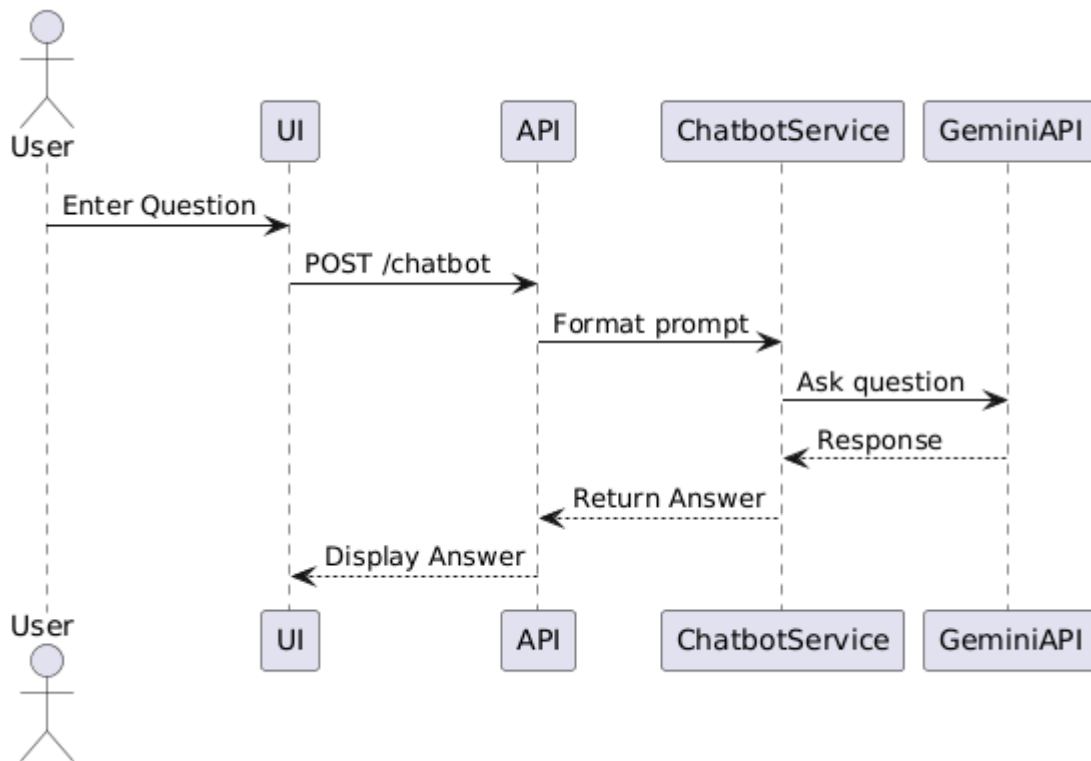 User
UI
API
ChatbotService
GeminiAPI
Enter Question
POST /chatbot
Format prompt
Ask question
Response
Return Answer
Display Answer
User
UI
API
ChatbotService
GeminiAPI